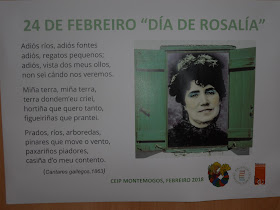 24 DE FEBREIRO "DÍA DE ROSALÍA"
Adiós ríos, adiós fontes
adiós, regatos pequenos;
adiós, vista dos meus ollos,
non sei cándo nos veremos.
Miña terra, miña terra,
terra dondem'eu criei,
hortiña que quero tanto,
figueiriñas que prantei.
Prados, ríos, arboredas,
pinares que move o vento,
paxariños piadores,
casiña d'o meu contendo.
(Cantares gallegos, 1863)
CEIP MONTEMOGOS, FEBREIRO 2018